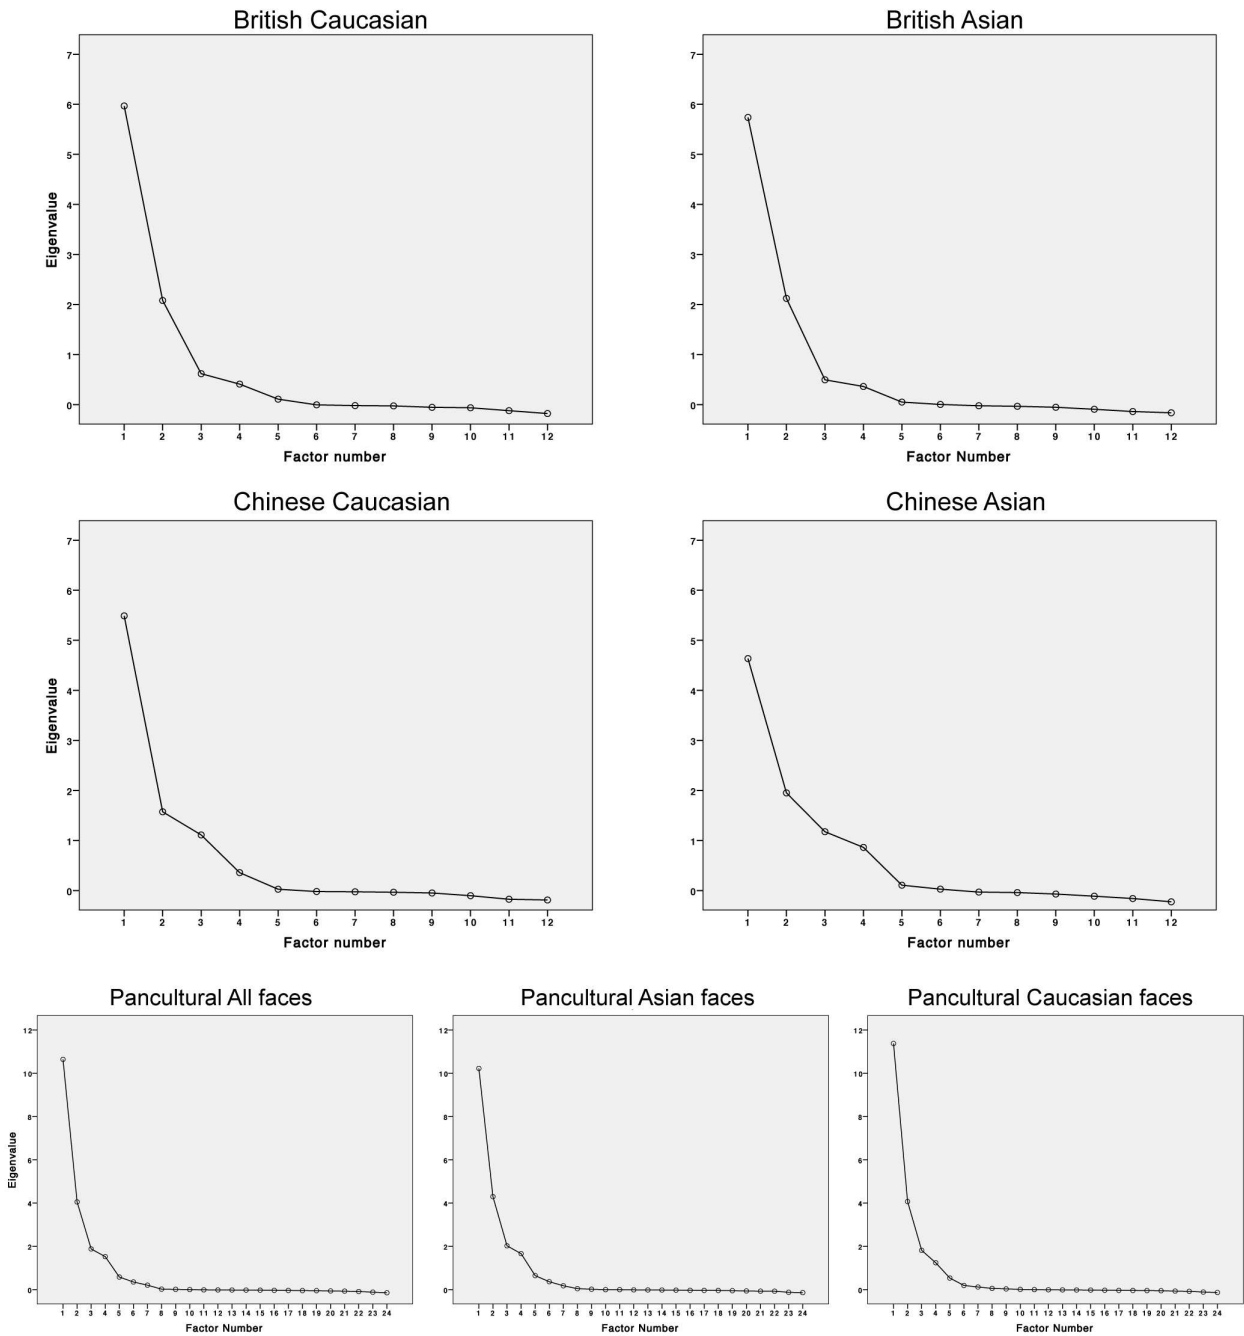 British Caucasian
British Asian
7
6
5
4
3
2
1
0
Eigenvalue
1 2 3 4 5 6 7 8 9 10 11 12
Factor number
7
6
5
4
3
2
1
0
1 2 3 4 5 6 7 8 9 10 11 12
Factor Number
Chinese Caucasian
Chinese Asian
7
6
5
4
3
2
1
0
Eigenvalue
1 2 3 4 5 6 7 8 9 10 11 12
Factor number
7
6
5
4
3
2
1
0
1 2 3 4 5 6 7 8 9 10 11 12
Factor number
Pancultural All faces
Pancultural Asian faces
Pancultural Caucasian faces
12
10
8
6
4
2
0
Eigenvalue
1 2 3 4 5 6 7 8 9 10 11 12 13 14 15 16 17 18 19 20 21 22 23 24
Factor Number
12
10
8
6
4
2
0
1 2 3 4 5 6 7 8 9 10 11 12 13 14 15 16 17 18 19 20 21 22 23 24
Factor Number
12
10
8
6
4
2
0
1 2 3 4 5 6 7 8 9 10 11 12 13 14 15 16 17 18 19 20 21 22 23 24
Factor Number